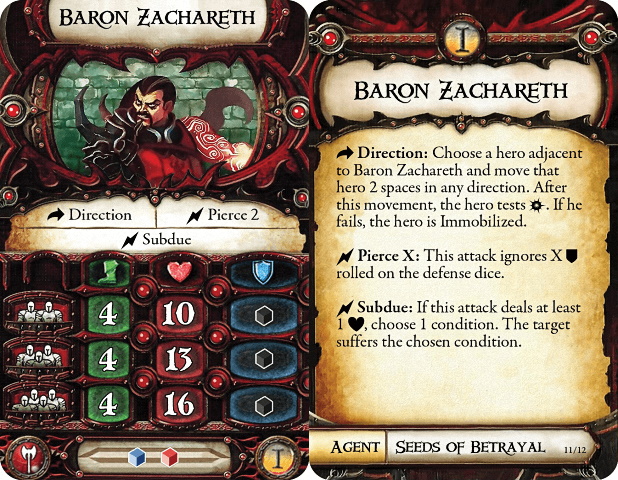 Baron Zachareth
Direction
Pierce 2
Subdue
4 10
4 13
4 16
I
I
Baron Zachareth
Direction: Choose a hero adjacent
to Baron Zachareth and move that
hero 2 spaces in any direction. After
this movement, the hero tests . If he
fails, the hero is Immobilized.
Pierce X: This attack ignores X
rolled on the defense dice.
Subdue: If this attack deals at least
1 , choose 1 condition. The target
suffers the chosen condition.
Agent Seeds of Betrayal 11/12